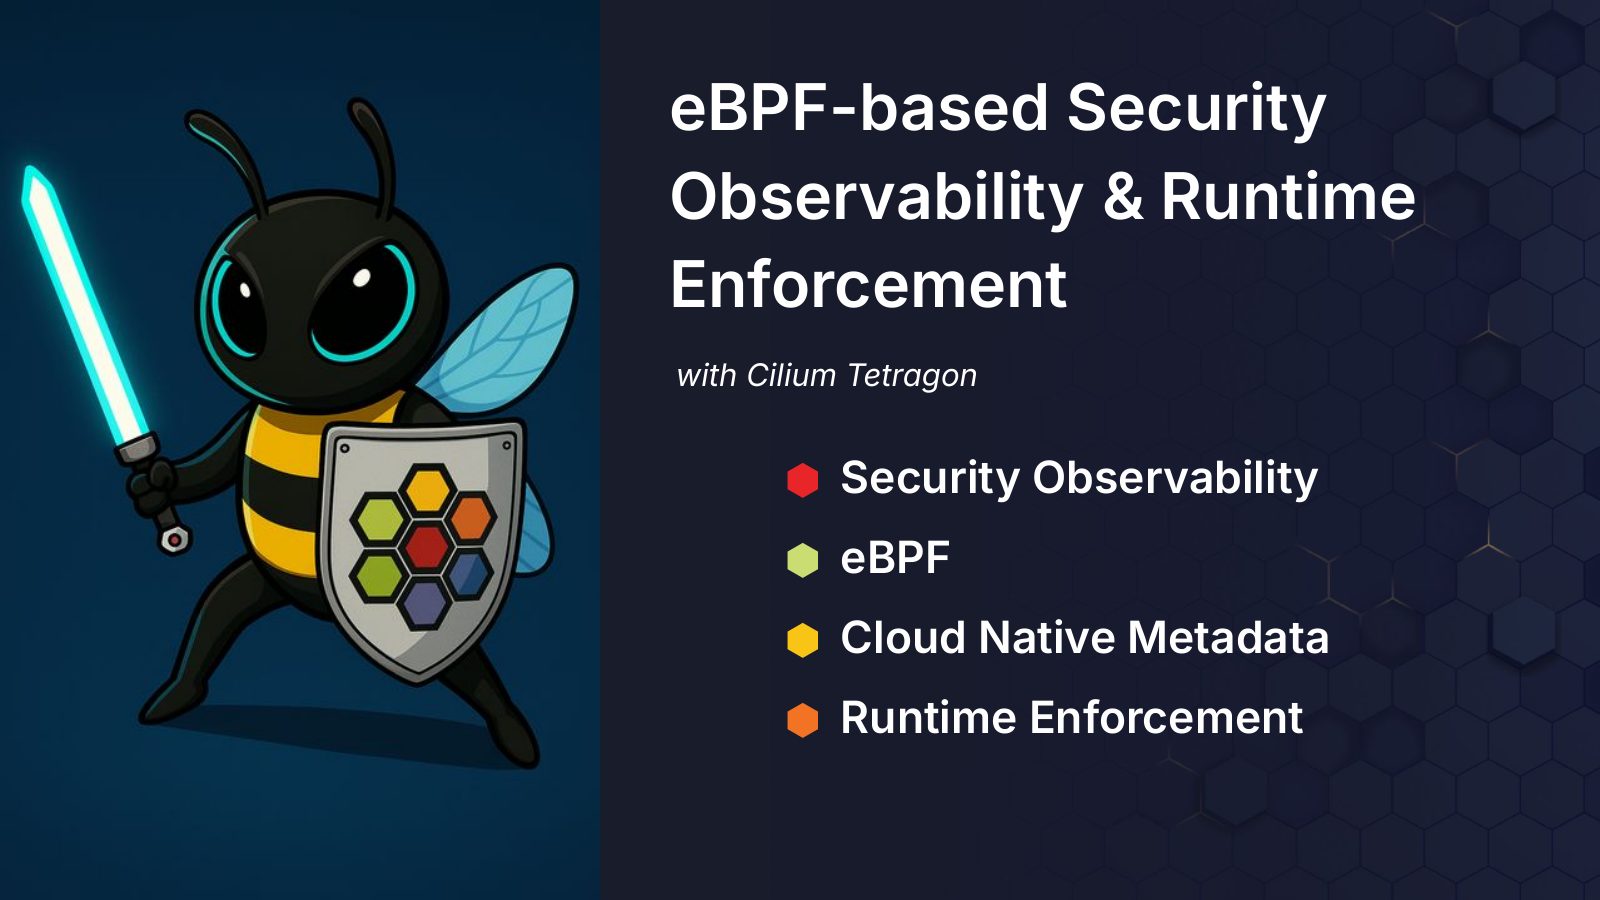 eBPF-based Security
Observability & Runtime
Enforcement
with Cilium Tetragon
Security Observability
eBPF
Cloud Native Metadata
Runtime Enforcement